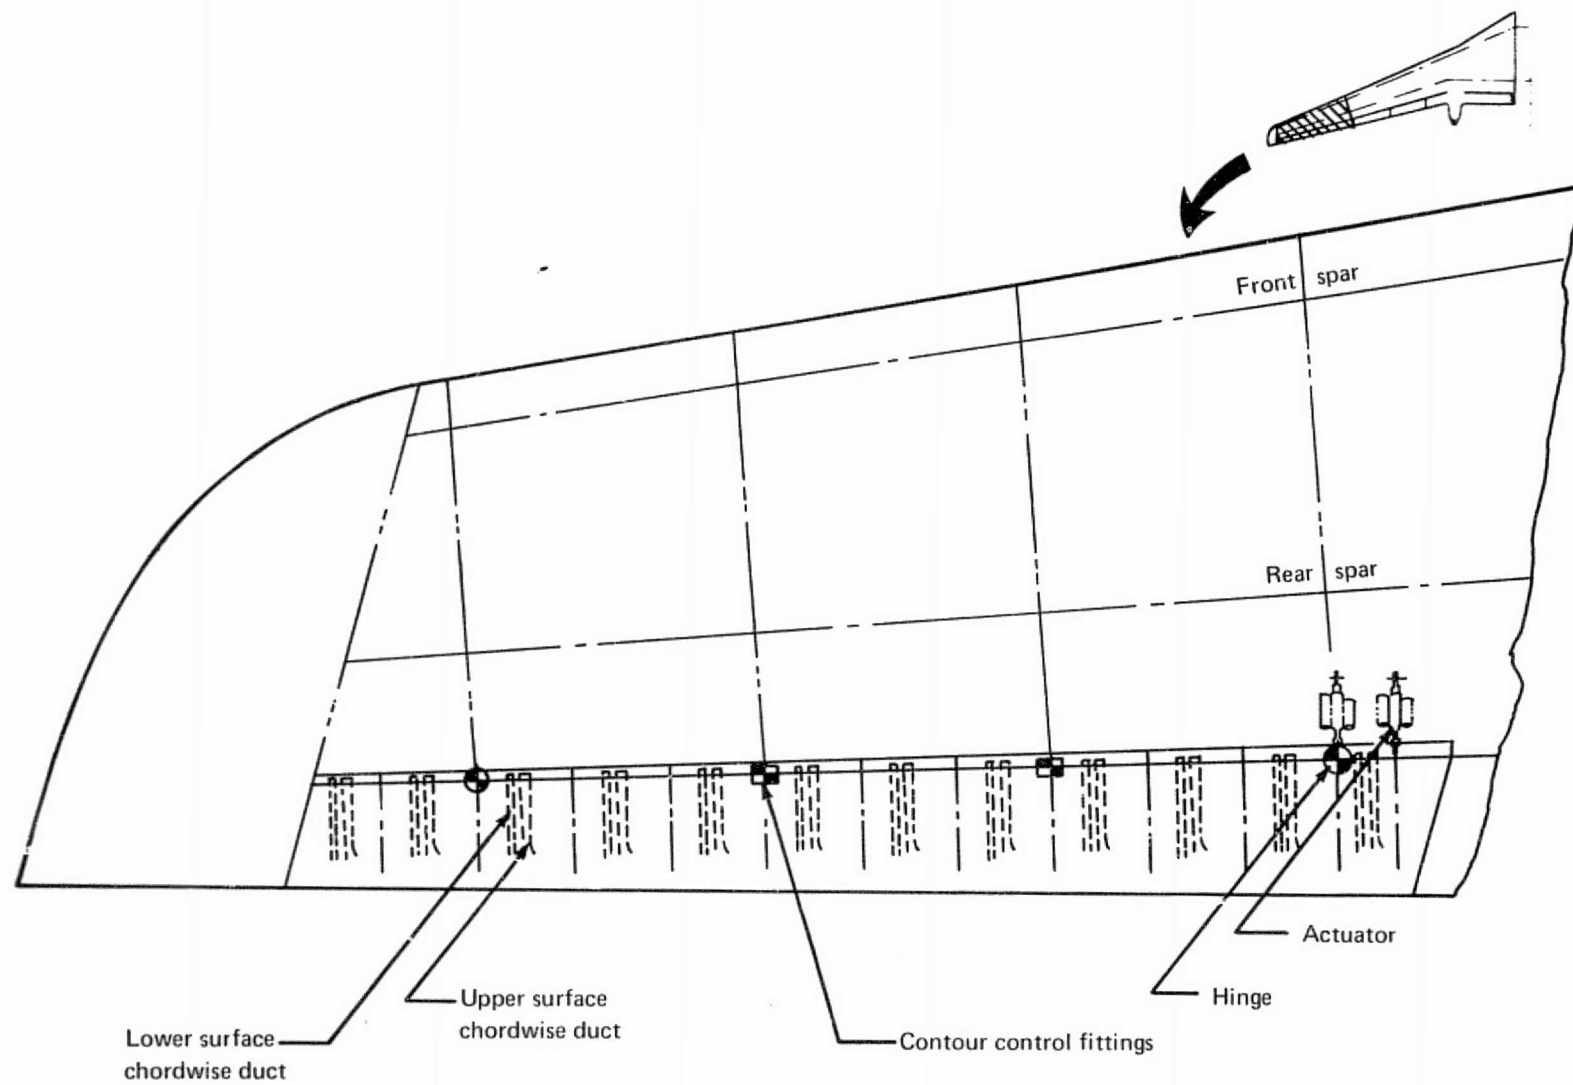 Front spar
Rear spar
Actuator
Hinge
Upper surface
chordwise duct
Lower surface
chordwise duct
Contour control fittings